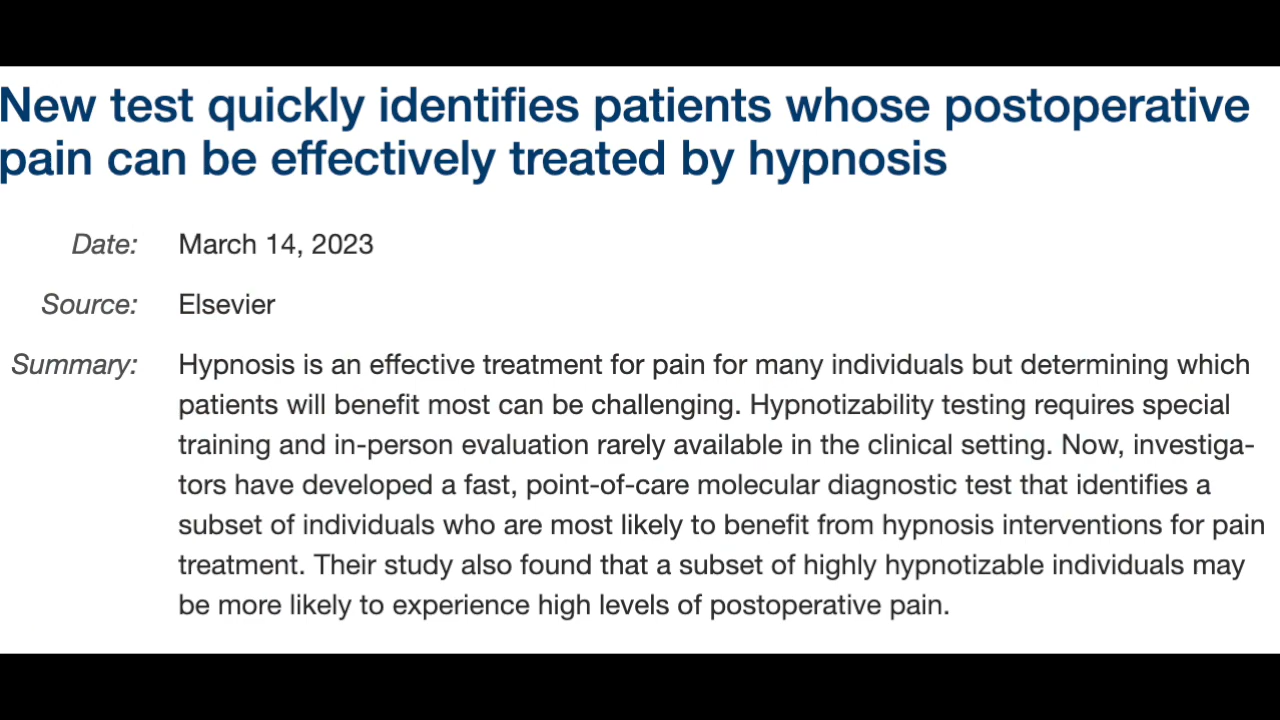 New test quickly identifies patients whose postoperative
pain can be effectively treated by hypnosis
Date: March 14, 2023
Source: Elsevier
Summary: Hypnosis is an effective treatment for pain for many individuals but determining which
patients will benefit most can be challenging. Hypnotizability testing requires special
training and in-person evaluation rarely available in the clinical setting. Now, investiga-
tors have developed a fast, point-of-care molecular diagnostic test that identifies a
subset of individuals who are most likely to benefit from hypnosis interventions for pain
treatment. Their study also found that a subset of highly hypnotizable individuals may
be more likely to experience high levels of postoperative pain.